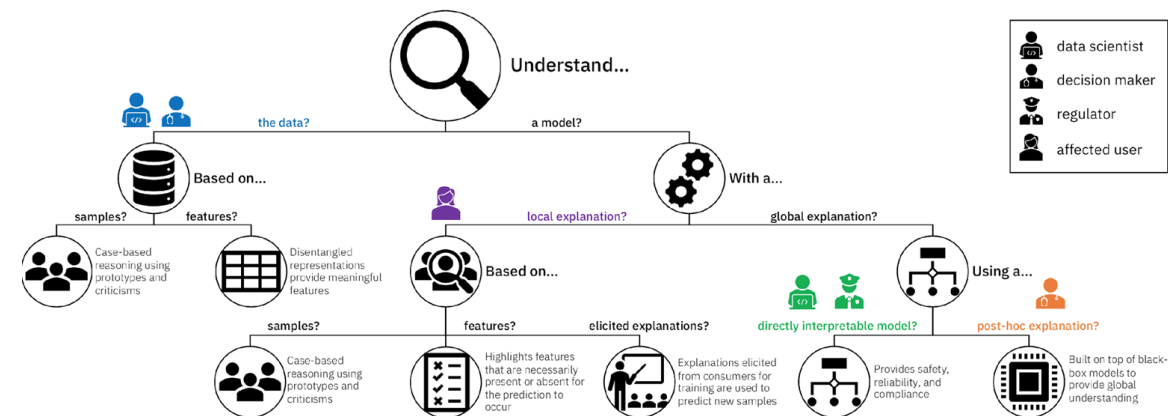 Understand...
data scientist
decision maker
regulator
affected user
the data?
a model?
Based on...
With a...
samples?
features?
local explanation?
global explanation?
Case-based
reasoning using
prototypes and
criticisms
Disentangled
representations
provide meaningful
features
Based on...
Using a...
samples?
features?
elicited explanations?
directly interpretable model?
post-hoc explanation?
Case-based
reasoning using
prototypes and
criticisms
Highlights features
that are necessarily
present or absent for
the prediction to
occur
Explanations elicited
from consumers for
training are used to
predict new samples
Provides safety,
reliability, and
compliance
Built on top of black-
box models to
provide global
understanding